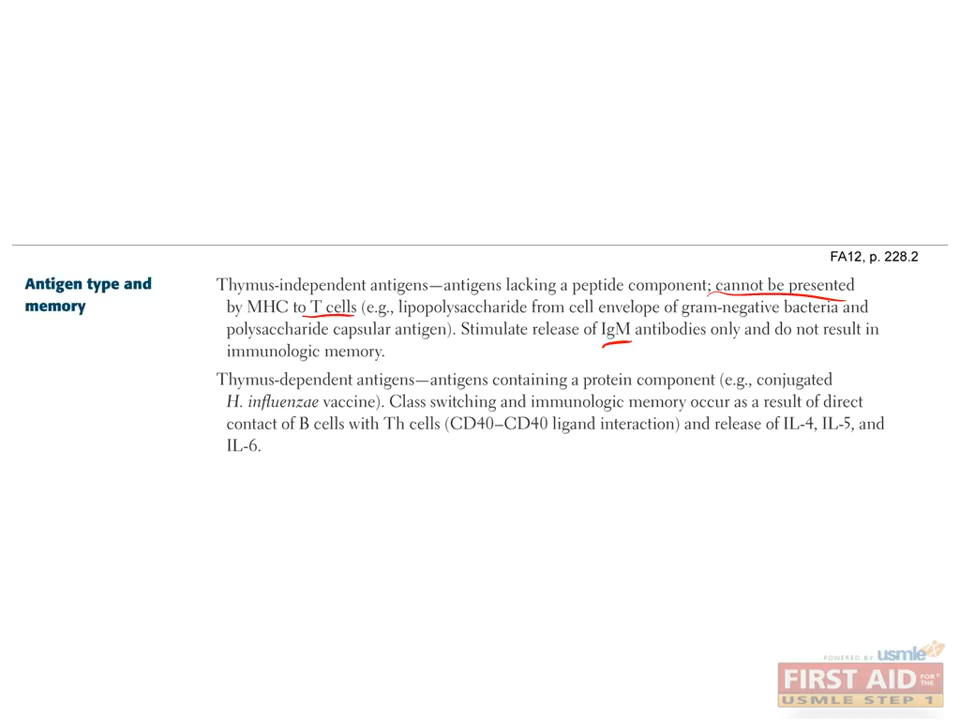 FA12, p. 228.2
Antigen type and
memory
Thymus-independent antigens—antigens lacking a peptide component; cannot be presented
by MHC to T cells (e.g., lipopolysaccharide from cell envelope of gram-negative bacteria and
polysaccharide capsular antigen). Stimulate release of IgM antibodies only and do not result in
immunologic memory.
Thymus-dependent antigens—antigens containing a protein component (e.g., conjugated
H. influenzae vaccine). Class switching and immunologic memory occur as a result of direct
contact of B cells with Th cells (CD40–CD40 ligand interaction) and release of IL-4, IL-5, and
IL-6.
POWERED BY usmle
FIRST AID FOR THE®
USMLE STEP 1